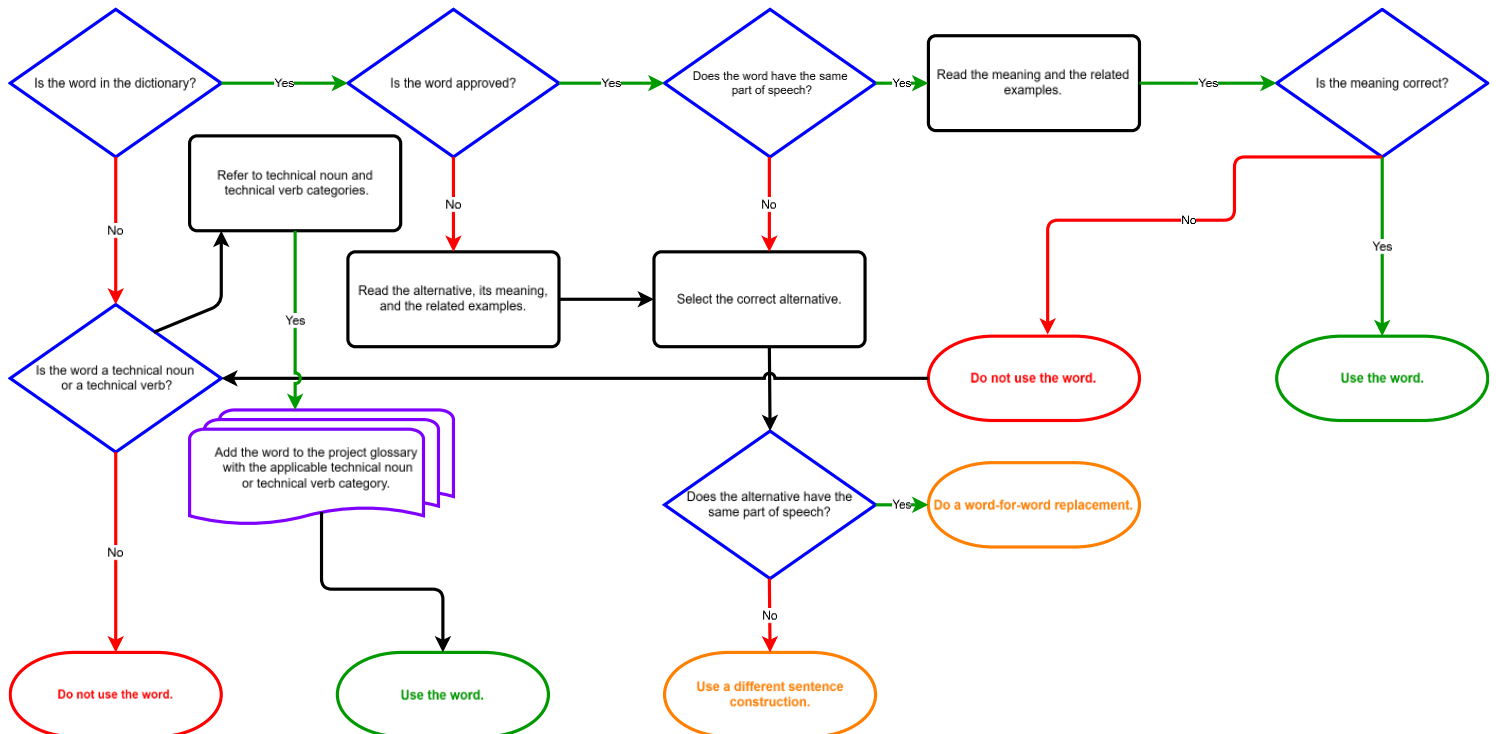 Is the word in the dictionary?
Yes
Is the word approved?
Yes
Does the word have the same
part of speech?
Yes
Read the meaning and the related
examples.
Yes
Is the meaning correct?
Refer to technical noun and
technical verb categories.
No
No
No
No
Yes
Read the alternative, its meaning,
and the related examples.
Select the correct alternative.
Yes
Is the word a technical noun
or a technical verb?
Do not use the word.
Use the word.
Add the word to the project glossary
with the applicable technical noun
or technical verb category.
Does the alternative have the
same part of speech?
Yes
Do a word-for-word replacement.
No
No
Do not use the word.
Use the word.
Use a different sentence
construction.